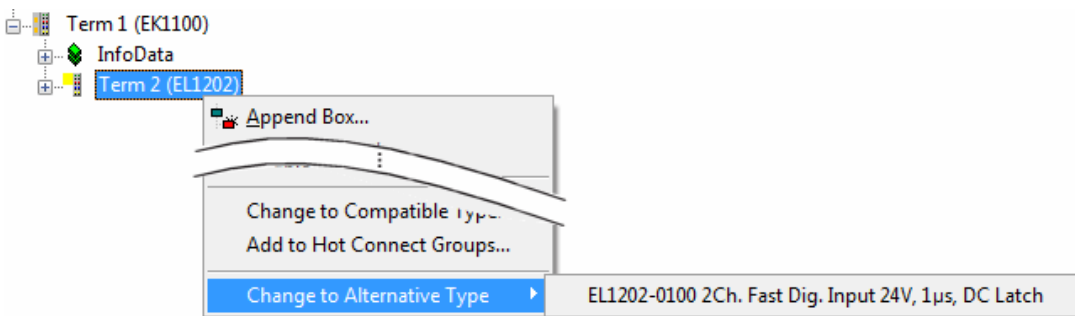 Term 1 (EK1100)
InfoData
Term 2 (EL1202)
Append Box...
Change to Compatible Type
Add to Hot Connect Groups...
Change to Alternative Type
EL1202-0100 2Ch. Fast Dig. Input 24V, 1µs, DC Latch